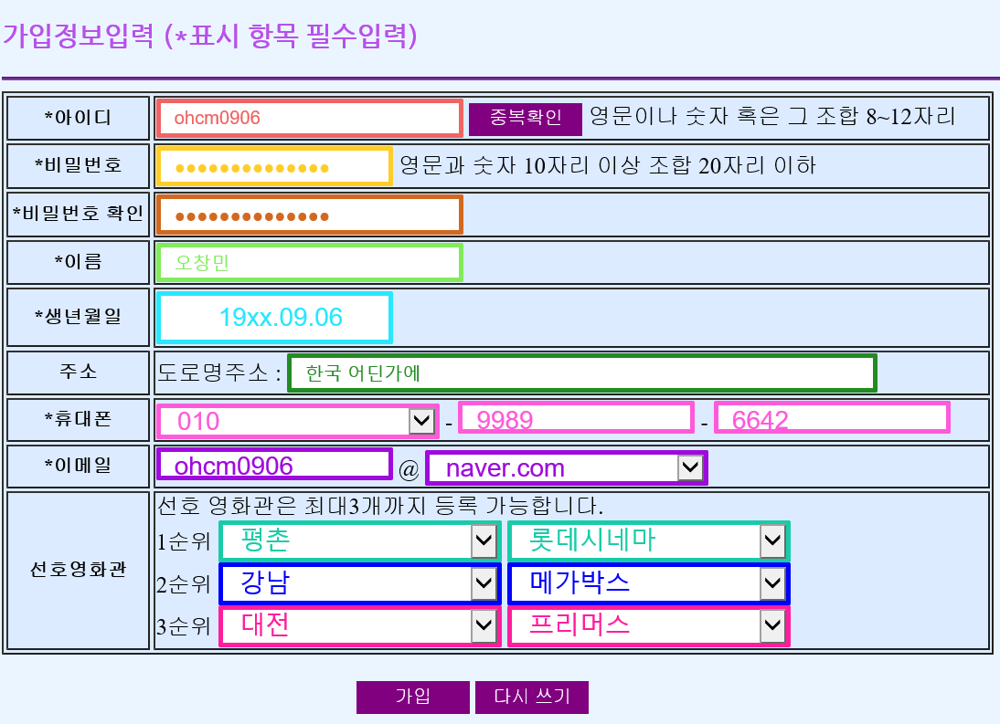 가입정보입력 (*표시 항목 필수입력)
*아이디 ohcm0906 중복확인 영문이나 숫자 혹은 그 조합 8~12자리
*비밀번호 ●●●●●●●●●●●●●● 영문과 숫자 10자리 이상 조합 20자리 이하
*비밀번호 확인 ●●●●●●●●●●●●●●
*이름 오창민
*생년월일 19xx.09.06
주소 도로명주소 : 한국 어딘가에
*휴대폰 010 - 9989 - 6642
*이메일 ohcm0906 @ naver.com
선호영화관 선호 영화관은 최대3개까지 등록 가능합니다.
1순위 평촌 롯데시네마
2순위 강남 메가박스
3순위 대전 프리머스
가입 다시 쓰기